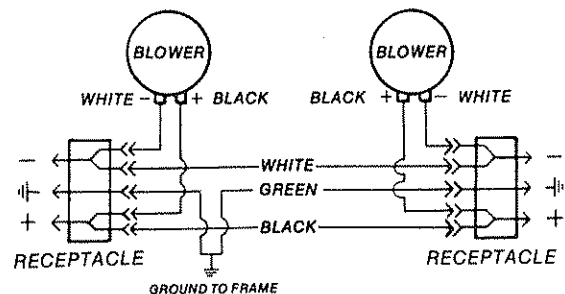 BLOWER BLOWER
WHITE - + BLACK BLACK + - WHITE
- WHITE -
GREEN
+ BLACK +
RECEPTACLE RECEPTACLE
GROUND TO FRAME